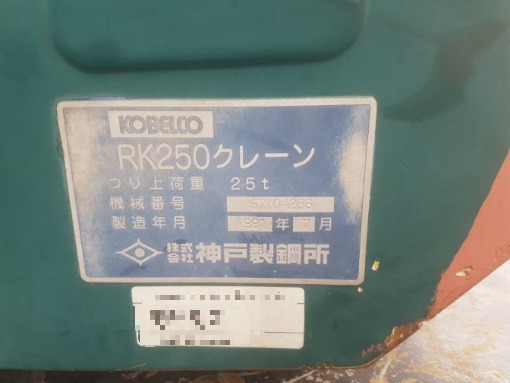 KOBELCO
RK250クレーン
つり上荷重 25t
機械番号
製造年月 年 月
株式会社 神戸製鋼所